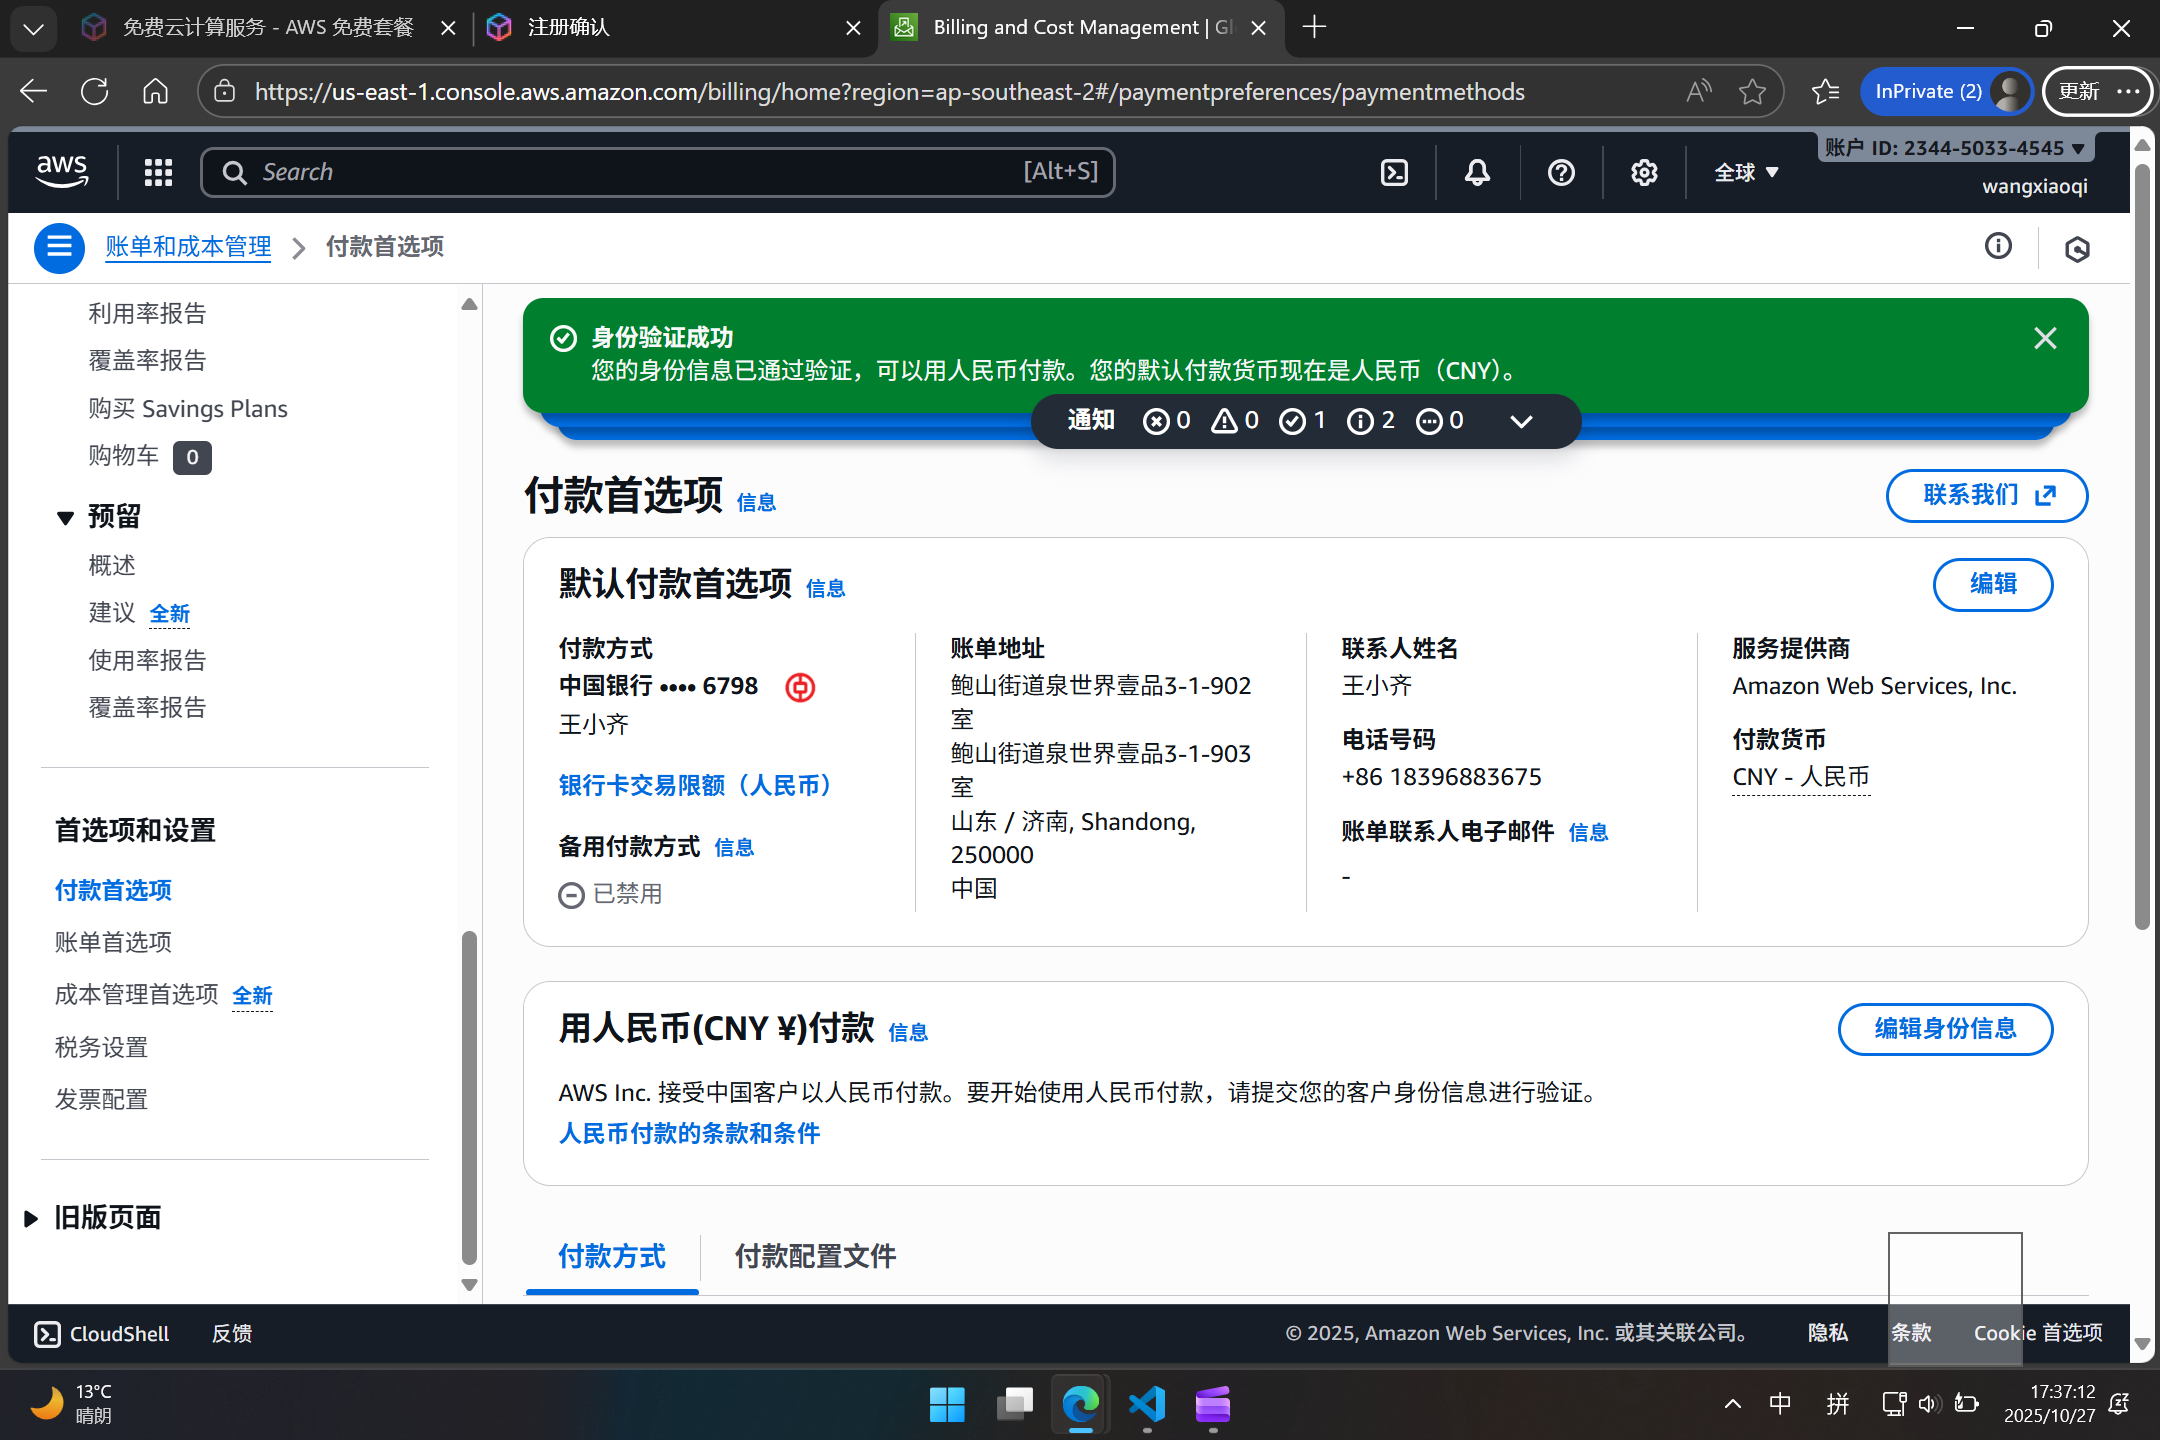 免费云计算服务 - AWS 免费套餐
注册确认
Billing and Cost Management | Gl
https://us-east-1.console.aws.amazon.com/billing/home?region=ap-southeast-2#/paymentpreferences/paymentmethods
InPrivate (2)
更新
aws
Search
[Alt+S]
全球
账户 ID: 2344-5033-4545
wangxiaoqi
账单和成本管理
付款首选项
利用率报告
覆盖率报告
购买 Savings Plans
购物车 0
预留
概述
建议 全新
使用率报告
覆盖率报告
首选项和设置
付款首选项
账单首选项
成本管理首选项 全新
税务设置
发票配置
旧版页面
身份验证成功
您的身份信息已通过验证，可以用人民币付款。您的默认付款货币现在是人民币（CNY）。
通知 0 0 1 2 0
付款首选项 信息
联系我们
默认付款首选项 信息
编辑
付款方式
中国银行 •••• 6798
王小齐
银行卡交易限额（人民币）
备用付款方式 信息
已禁用
账单地址
鲍山街道泉世界壹品3-1-902
室
鲍山街道泉世界壹品3-1-903
室
山东 / 济南, Shandong,
250000
中国
联系人姓名
王小齐
电话号码
+86 18396883675
账单联系人电子邮件 信息
-
服务提供商
Amazon Web Services, Inc.
付款货币
CNY - 人民币
用人民币(CNY ¥)付款 信息
编辑身份信息
AWS Inc. 接受中国客户以人民币付款。要开始使用人民币付款，请提交您的客户身份信息进行验证。
人民币付款的条款和条件
付款方式
付款配置文件
CloudShell
反馈
© 2025, Amazon Web Services, Inc. 或其关联公司。
隐私
条款
Cookie 首选项
13°C
晴朗
中
拼
17:37:12
2025/10/27